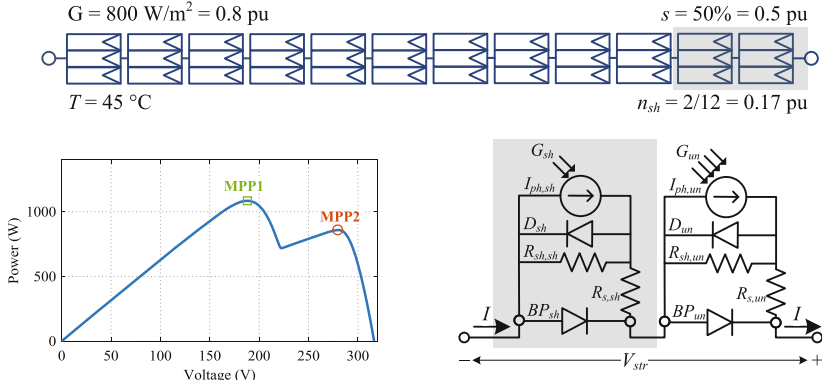 G = 800 W/m² = 0.8 pu
s = 50% = 0.5 pu
T = 45 °C
n_sh = 2/12 = 0.17 pu
MPP1
MPP2
1000
500
0
Power (W)
0 50 100 150 200 250 300
Voltage (V)
G_sh
G_un
I_ph,sh
I_ph,un
D_sh
D_un
R_sh,sh
R_sh,un
R_s,sh
R_s,un
BP_sh
BP_un
I
I
− V_str +